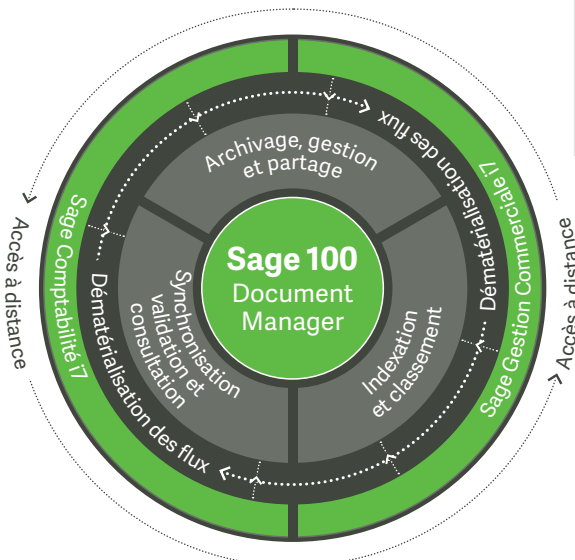 Sage 100
Document
Manager
Archivage, gestion
et partage
Indexation
et classement
Synchronisation
validation et
consultation
Dématérialisation des flux
Dématérialisation des flux
Sage Comptabilité i7
Sage Gestion Commerciale i7
Accès à distance
Accès à distance